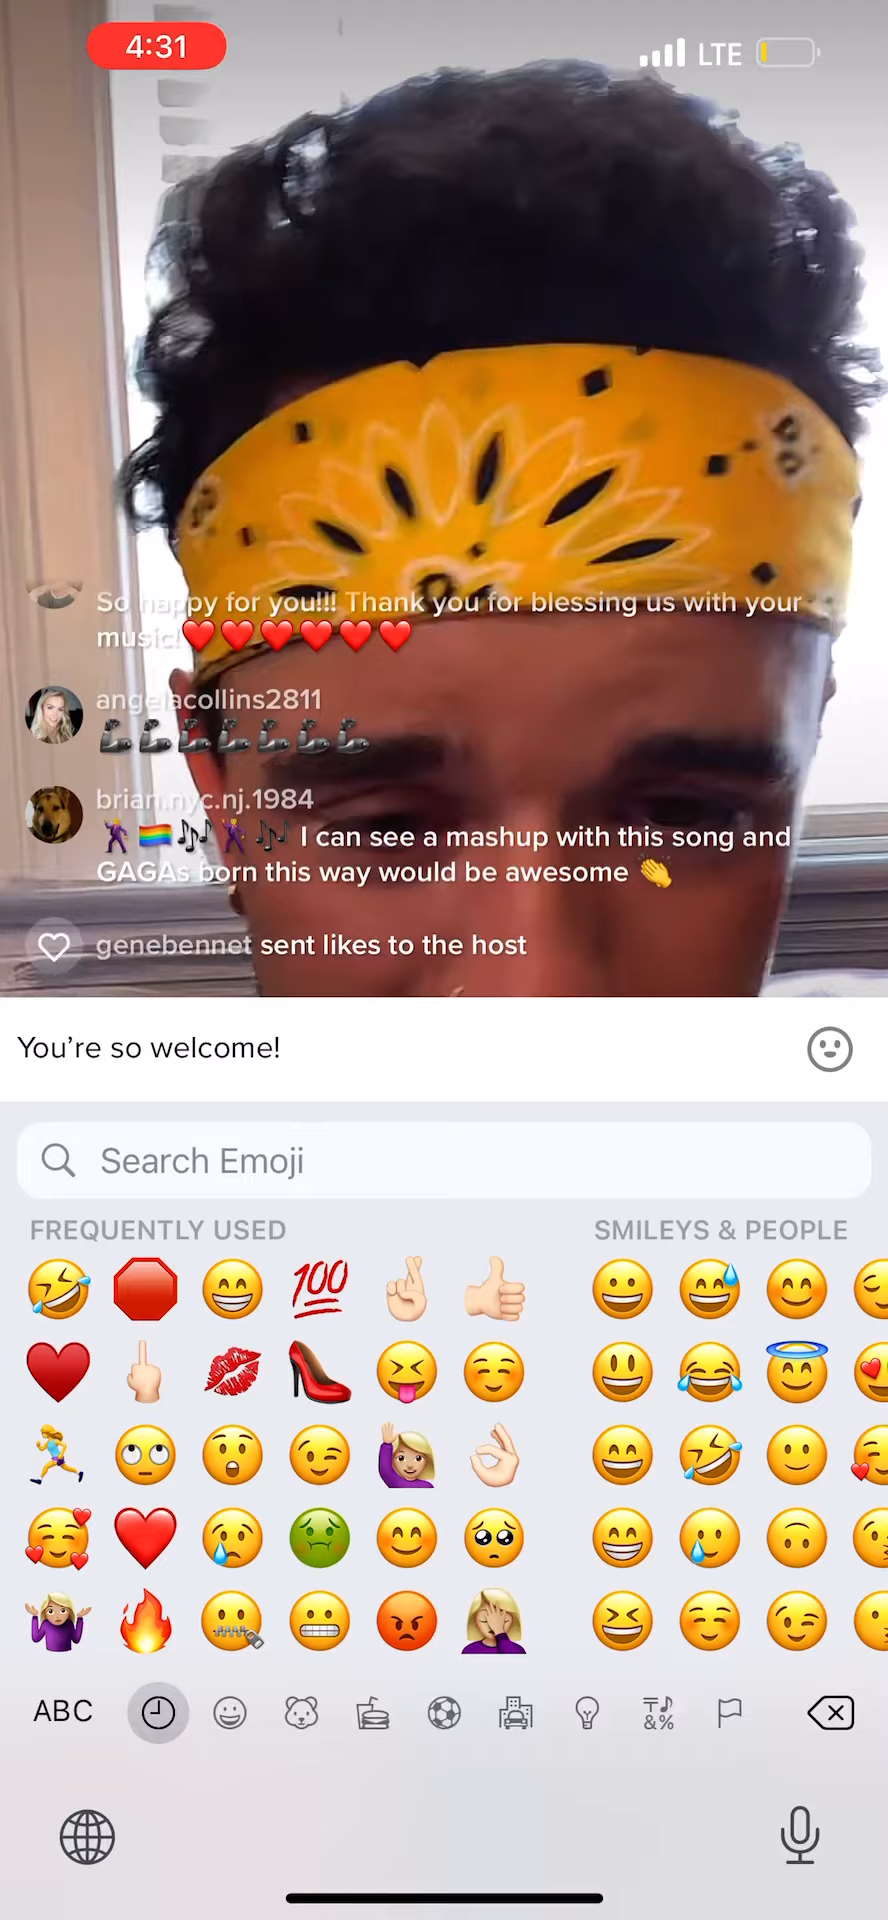 4:31
LTE
So happy for you!!! Thank you for blessing us with your
music!❤️❤️❤️❤️❤️❤️
angelacollins2811
🦾🦾🦾🦾🦾🦾🦾
brian.nyc.nj.1984
🕺🏳️‍🌈🎶🕺🎶 I can see a mashup with this song and
GAGAs born this way would be awesome 👏
genebennet sent likes to the host
You’re so welcome!
Search Emoji
FREQUENTLY USED
SMILEYS & PEOPLE
100
ABC
&%